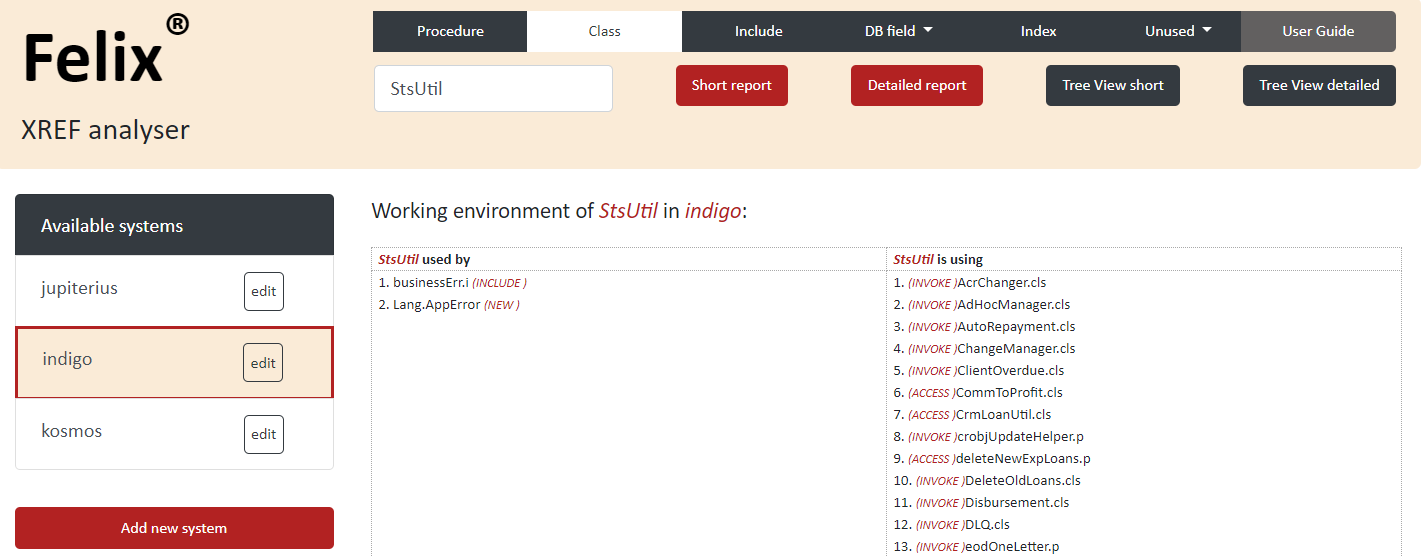 Felix®
XREF analyser
Procedure Class Include DB field Index Unused User Guide
StsUtil Short report Detailed report Tree View short Tree View detailed
Available systems
jupiterius edit
indigo edit
kosmos edit
Add new system
Working environment of StsUtil in indigo:
StsUtil used by
1. businessErr.i (INCLUDE )
2. Lang.AppError (NEW )
StsUtil is using
1. (INVOKE )AcrChanger.cls
2. (INVOKE )AdHocManager.cls
3. (INVOKE )AutoRepayment.cls
4. (INVOKE )ChangeManager.cls
5. (INVOKE )ClientOverdue.cls
6. (ACCESS )CommToProfit.cls
7. (ACCESS )CrmLoanUtil.cls
8. (INVOKE )crobjUpdateHelper.p
9. (ACCESS )deleteNewExpLoans.p
10. (INVOKE )DeleteOldLoans.cls
11. (INVOKE )Disbursement.cls
12. (INVOKE )DLQ.cls
13. (INVOKE )eodOneLetter.p